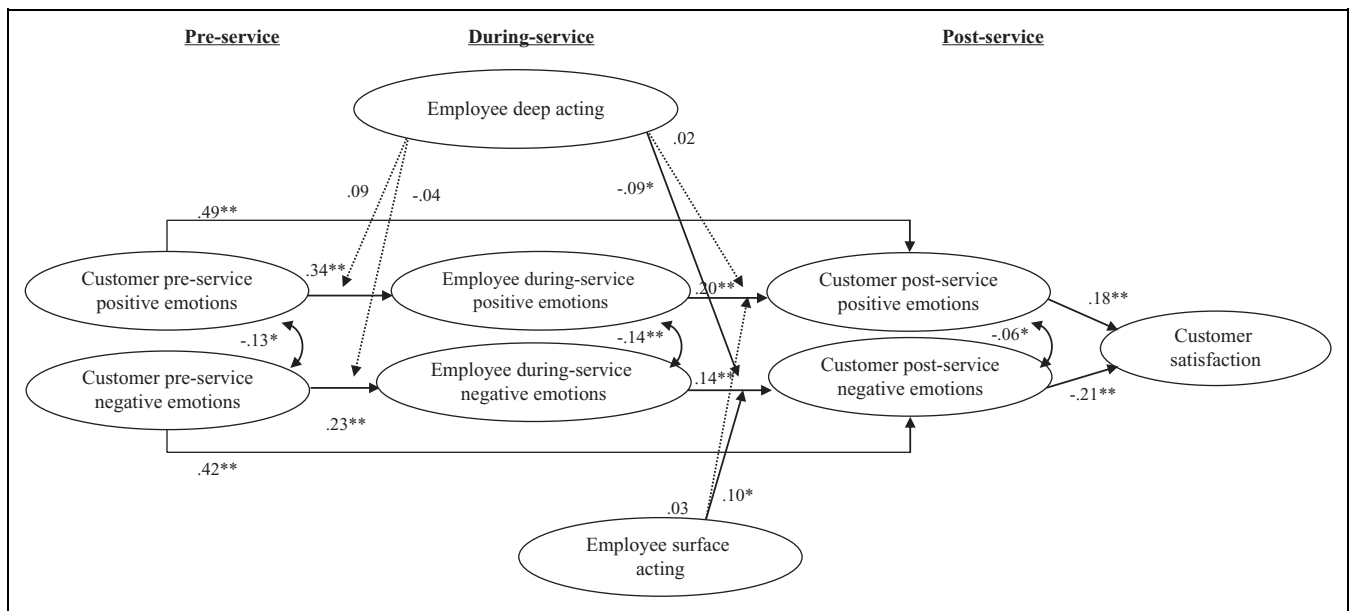 Pre-service
During-service
Post-service
Employee deep acting
.02
.09
-.04
-.09*
.49**
Customer pre-service
positive emotions
.34**
Employee during-service
positive emotions
.20**
Customer post-service
positive emotions
.18**
-.13*
-.14**
-.06*
Customer
satisfaction
Customer pre-service
negative emotions
.23**
Employee during-service
negative emotions
.14**
Customer post-service
negative emotions
-.21**
.42**
.03
.10*
Employee surface
acting